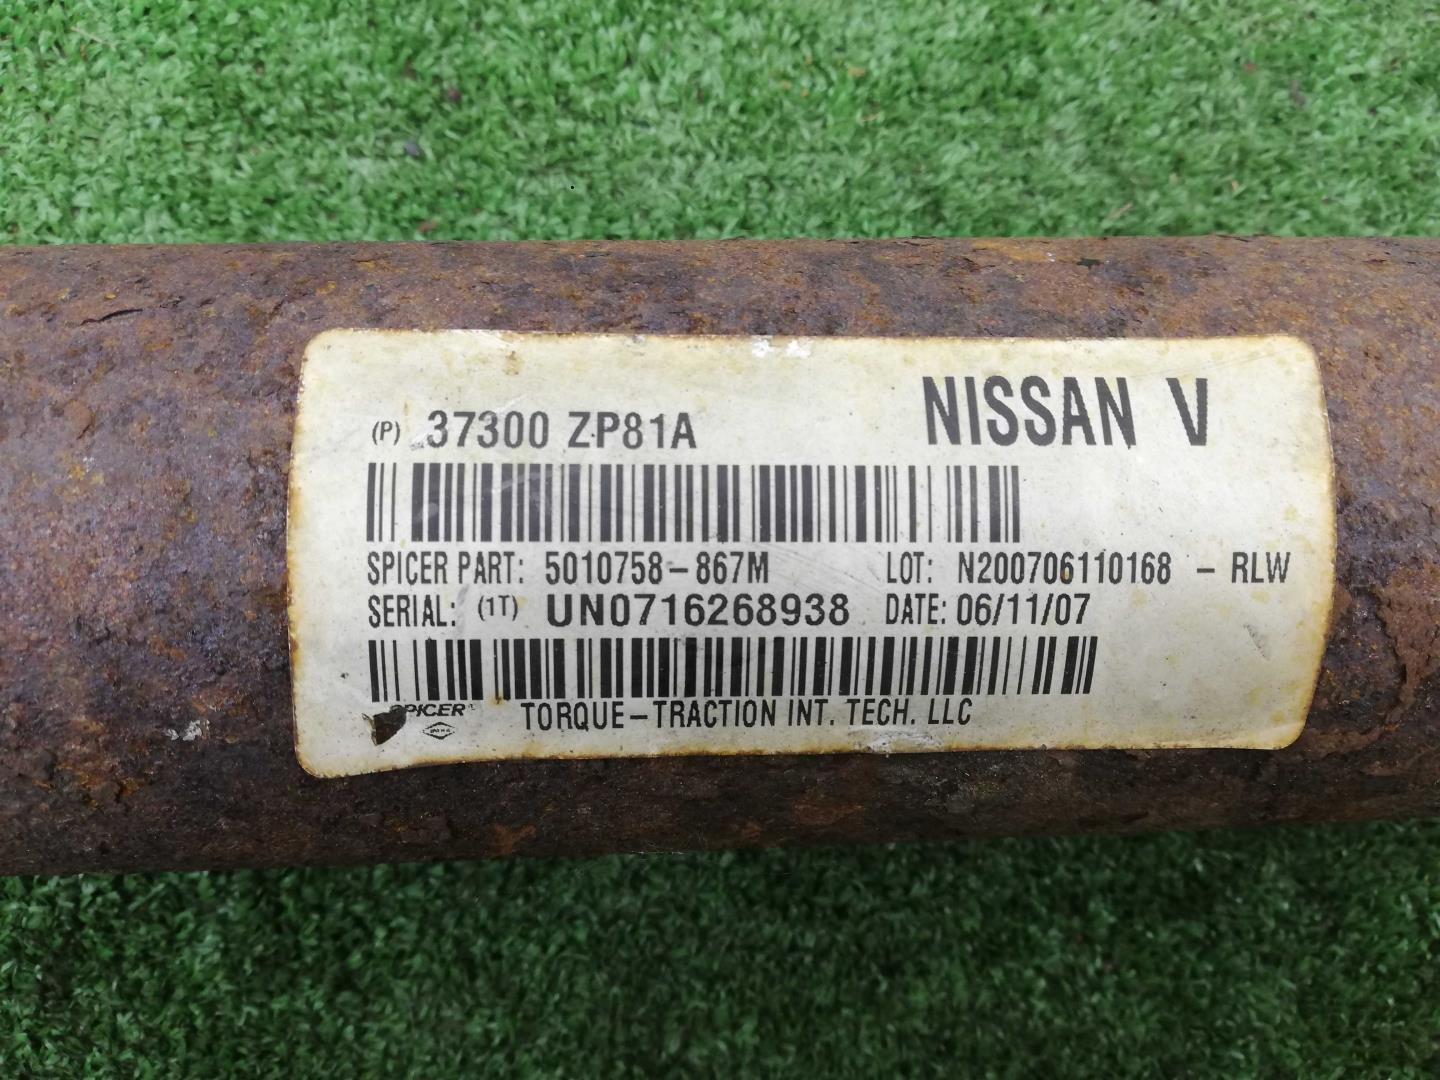 (P) 37300 ZP81A NISSAN V
SPICER PART: 5010758-867M LOT: N200706110168 - RLW
SERIAL: (1T) UN0716268938 DATE: 06/11/07
SPICER TORQUE-TRACTION INT. TECH. LLC